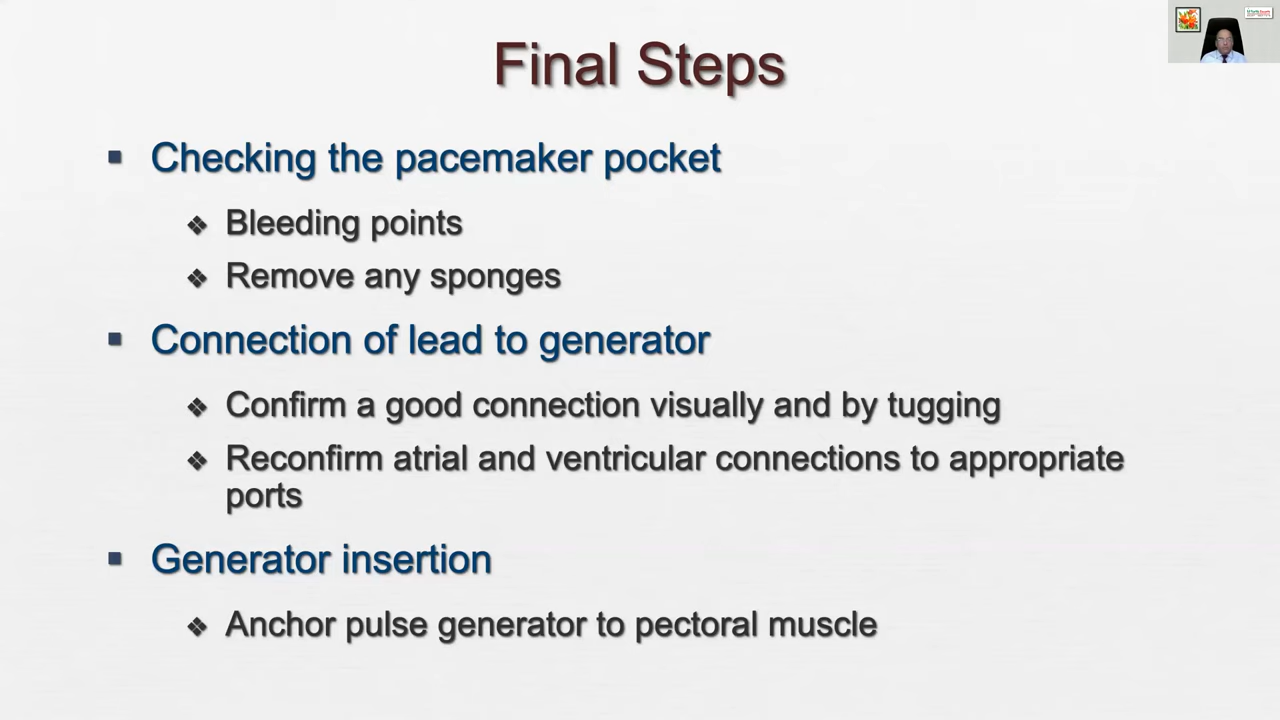 Final Steps
Checking the pacemaker pocket
Bleeding points
Remove any sponges
Connection of lead to generator
Confirm a good connection visually and by tugging
Reconfirm atrial and ventricular connections to appropriate
ports
Generator insertion
Anchor pulse generator to pectoral muscle